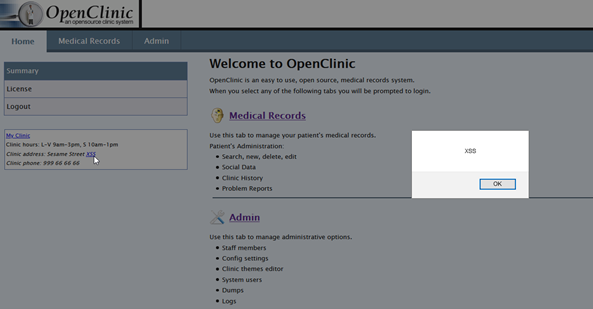 OpenClinic
an opensource clinic system
Home
Medical Records
Admin
Summary
License
Logout
My Clinic
Clinic hours: L-V 9am-5pm, S 10am-1pm
Clinic address: Sesame Street XSS
Clinic phone: 999 66 66 66
Welcome to OpenClinic
OpenClinic is an easy to use, open source, medical records system.
When you select any of the following tabs you will be prompted to login.
Medical Records
Use this tab to manage your patient's medical records.
Patient's Administration:
Search, new, delete, edit
Social Data
Clinic History
Problem Reports
Admin
Use this tab to manage administrative options.
Staff members
Config settings
Clinic themes editor
System users
Dumps
Logs
XSS
OK